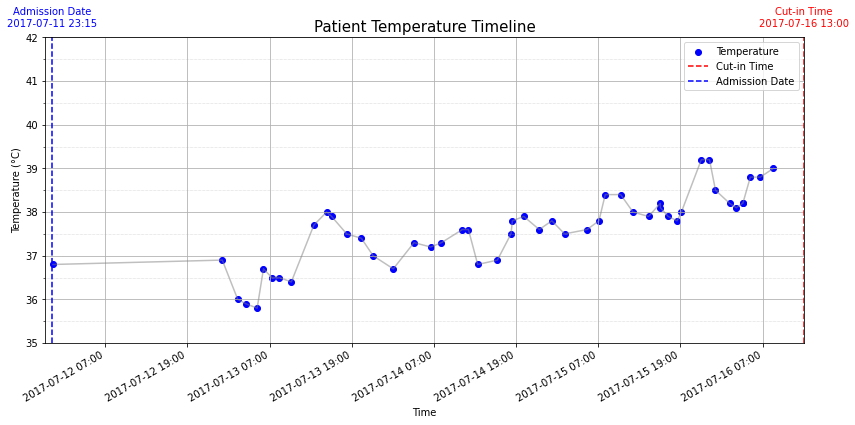 Admission Date
2017-07-11 23:15
Cut-in Time
2017-07-16 13:00
Patient Temperature Timeline
Temperature
Cut-in Time
Admission Date
Temperature (°C)
42
41
40
39
38
37
36
35
2017-07-12 07:00
2017-07-12 19:00
2017-07-13 07:00
2017-07-13 19:00
2017-07-14 07:00
2017-07-14 19:00
2017-07-15 07:00
2017-07-15 19:00
2017-07-16 07:00
Time